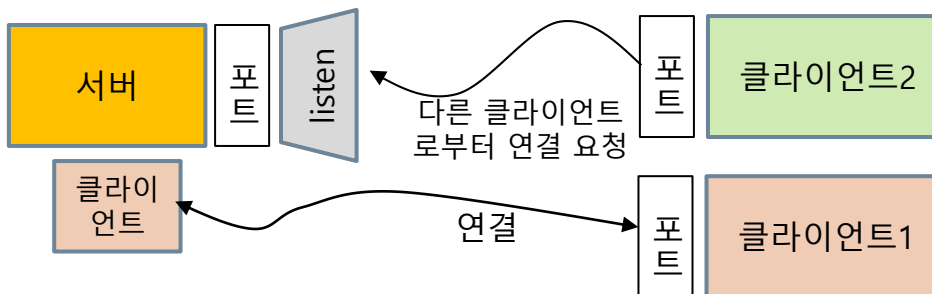 서버
포
트
listen
다른 클라이언트
로부터 연결 요청
포
트
클라이언트2
클라이
언트
연결
포
트
클라이언트1